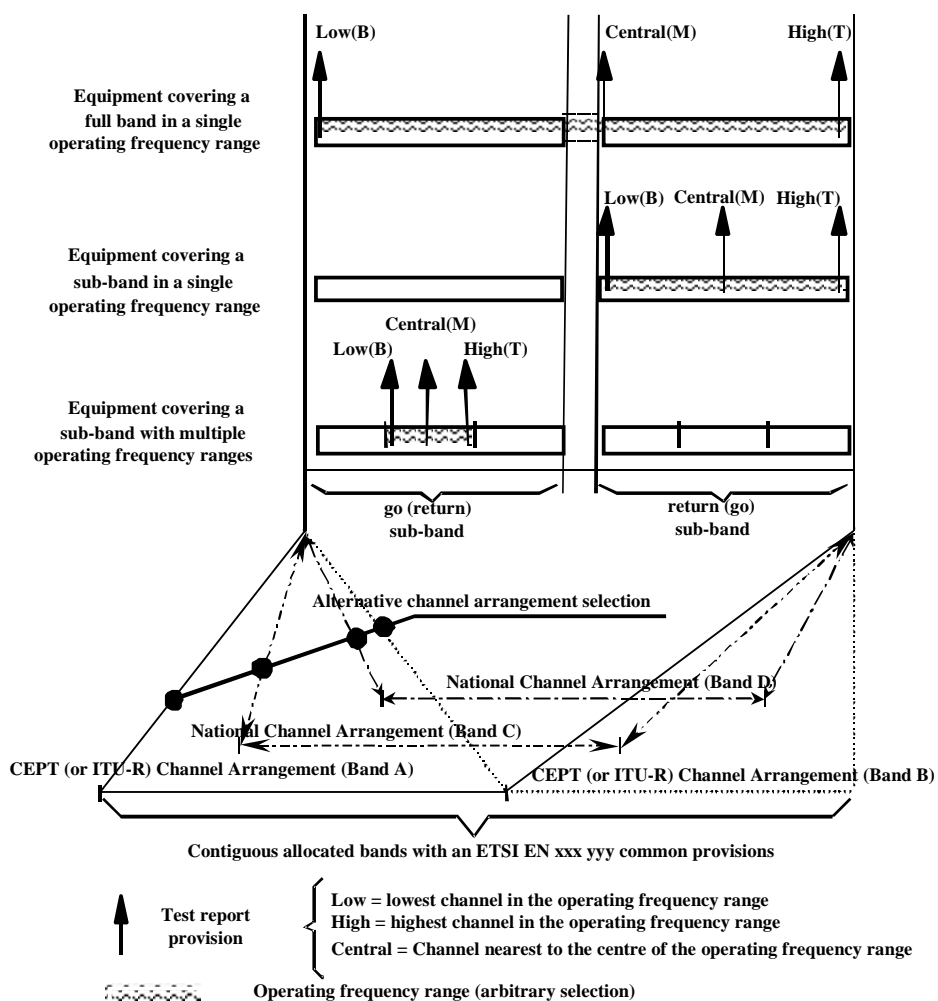 Low(B)
Central(M)
High(T)
Equipment covering a
full band in a single
operating frequency range
Low(B)
Central(M)
High(T)
Equipment covering a
sub-band in a single
operating frequency range
Central(M)
Low(B)
High(T)
Equipment covering a
sub-band with multiple
operating frequency ranges
go (return)
sub-band
return (go)
sub-band
Alternative channel arrangement selection
National Channel Arrangement (Band D)
National Channel Arrangement (Band C)
CEPT (or ITU-R) Channel Arrangement (Band A)
CEPT (or ITU-R) Channel Arrangement (Band B)
Contiguous allocated bands with an ETSI EN xxx yyy common provisions
Test report
provision
Low = lowest channel in the operating frequency range
High = highest channel in the operating frequency range
Central = Channel nearest to the centre of the operating frequency range
Operating frequency range (arbitrary selection)